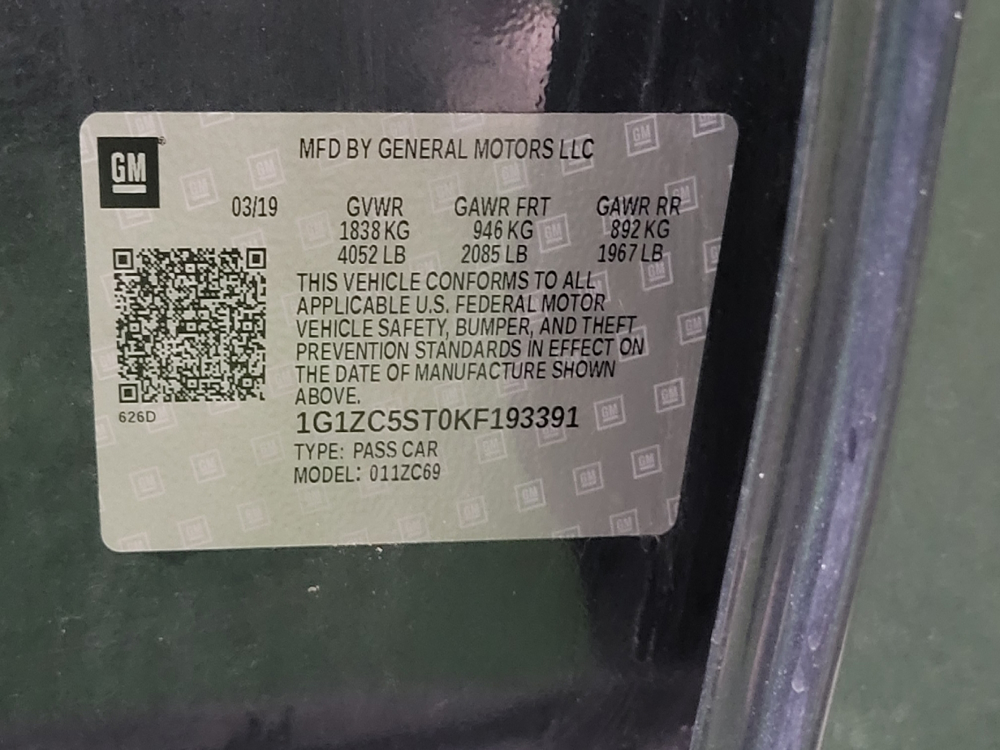 GM
MFD BY GENERAL MOTORS LLC
03/19 GVWR GAWR FRT GAWR RR
1838 KG 946 KG 892 KG
4052 LB 2085 LB 1967 LB
THIS VEHICLE CONFORMS TO ALL
APPLICABLE U.S. FEDERAL MOTOR
VEHICLE SAFETY, BUMPER, AND THEFT
PREVENTION STANDARDS IN EFFECT ON
THE DATE OF MANUFACTURE SHOWN
ABOVE.
626D
1G1ZC5ST0KF193391
TYPE: PASS CAR
MODEL: 011ZC69